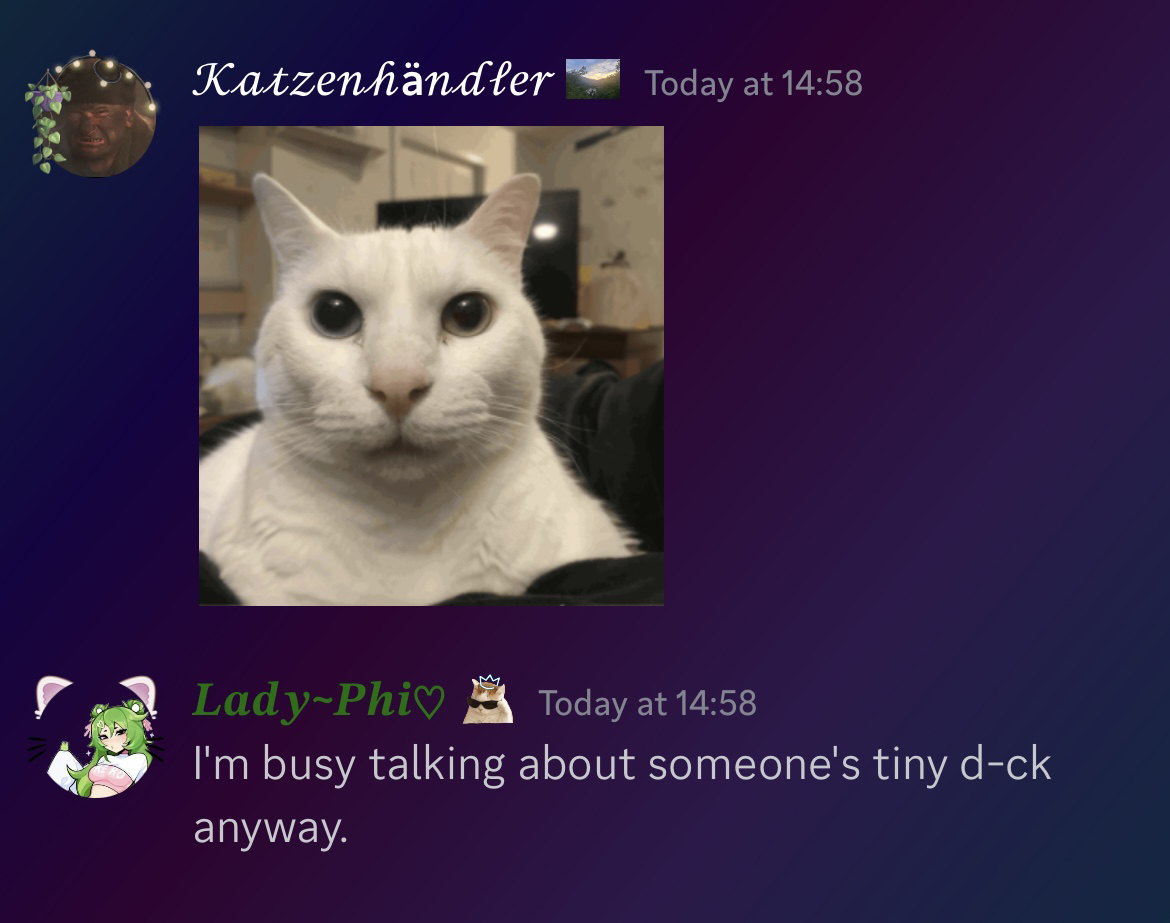 Katzenhändler Today at 14:58
Lady~Phi♡ Today at 14:58
I'm busy talking about someone's tiny d-ck
anyway.